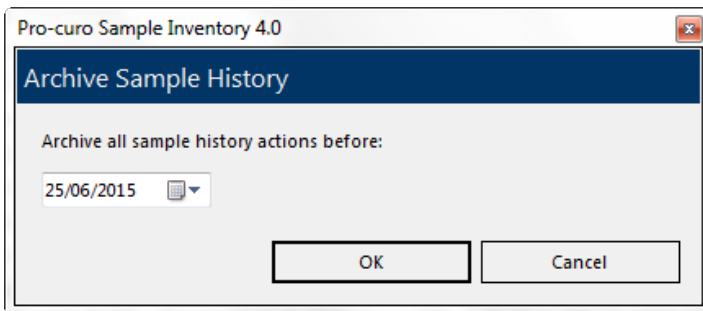 Pro-curo Sample Inventory 4.0
Archive Sample History
Archive all sample history actions before:
25/06/2015
OK
Cancel